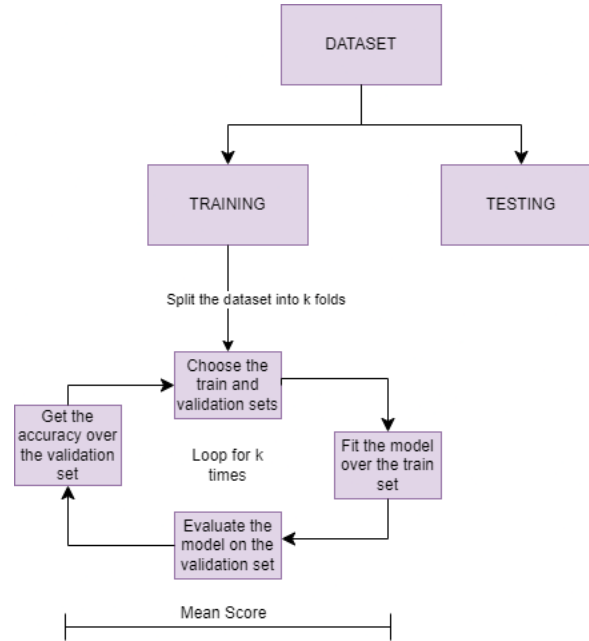 DATASET
TRAINING
TESTING
Split the dataset into k folds
Choose the
train and
validation sets
Get the
accuracy over
the validation
set
Loop for k
times
Fit the model
over the train
set
Evaluate the
model on the
validation set
Mean Score